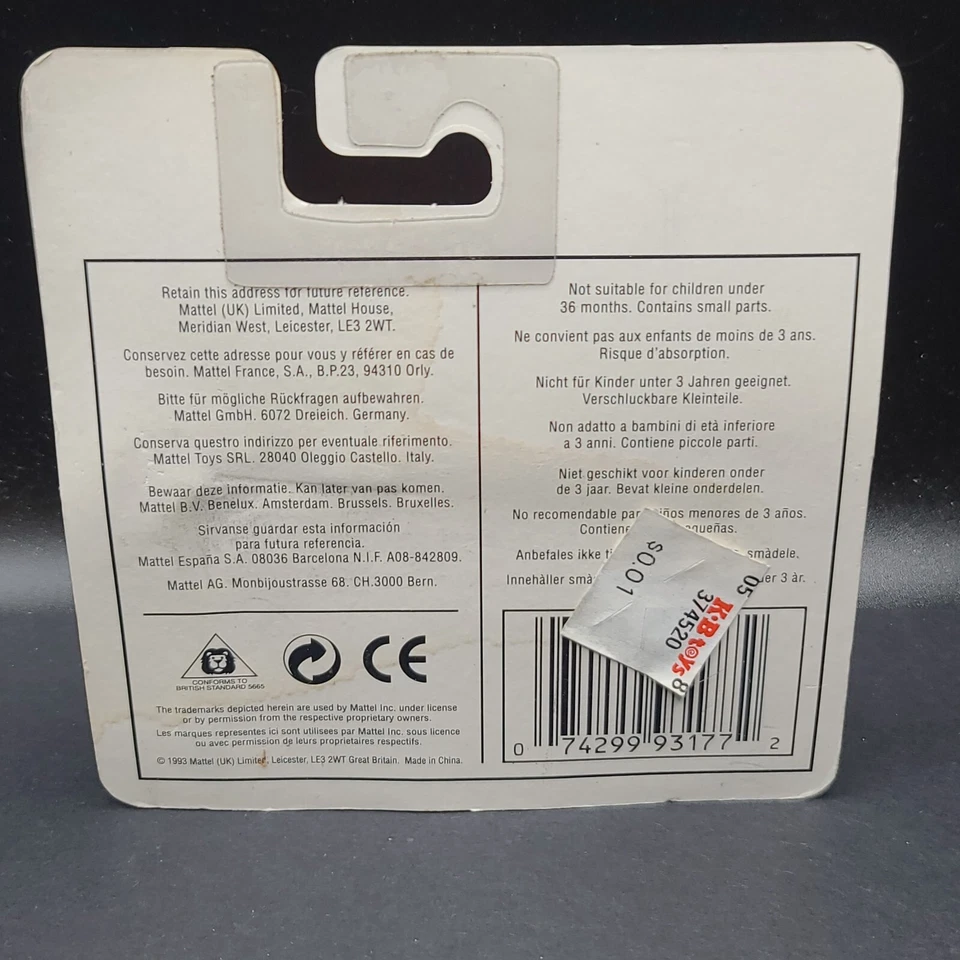 Retain this address for future reference.
Mattel (UK) Limited, Mattel House,
Meridian West, Leicester, LE3 2WT.
Conservez cette adresse pour vous y référer en cas de
besoin. Mattel France, S.A., B.P.23, 94310 Orly.
Bitte für mögliche Rückfragen aufbewahren.
Mattel GmbH. 6072 Dreieich. Germany.
Conserva questro indirizzo per eventuale riferimento.
Mattel Toys SRL. 28040 Oleggio Castello. Italy.
Bewaar deze informatie. Kan later van pas komen.
Mattel B.V. Benelux. Amsterdam. Brussels. Bruxelles.
Sirvanse guardar esta información
para futura referencia.
Mattel España S.A. 08036 Barcelona N.I.F. A08-842809.
Mattel AG. Monbijoustrasse 68. CH.3000 Bern.
CONFORMS TO
BRITISH STANDARD 5665
CE
The trademarks depicted herein are used by Mattel Inc. under license
or by permission from the respective proprietary owners.
Les marques representes ici sont utilisees par Mattel Inc. sous licence
ou avec permission de leurs proprietaires respectifs.
© 1993 Mattel (UK) Limited, Leicester, LE3 2WT Great Britain. Made in China.
Not suitable for children under
36 months. Contains small parts.
Ne convient pas aux enfants de moins de 3 ans.
Risque d'absorption.
Nicht für Kinder unter 3 Jahren geeignet.
Verschluckbare Kleinteile.
Non adatto a bambini di età inferiore
a 3 anni. Contiene piccole parti.
Niet geschikt voor kinderen onder
de 3 jaar. Bevat kleine onderdelen.
No recomendable para niños menores de 3 años.
Contiene
Anbefales ikke smådele.
Innehåller 3 år.
$0.01
05 374520 8
K·B toys
0 74299 93177 2